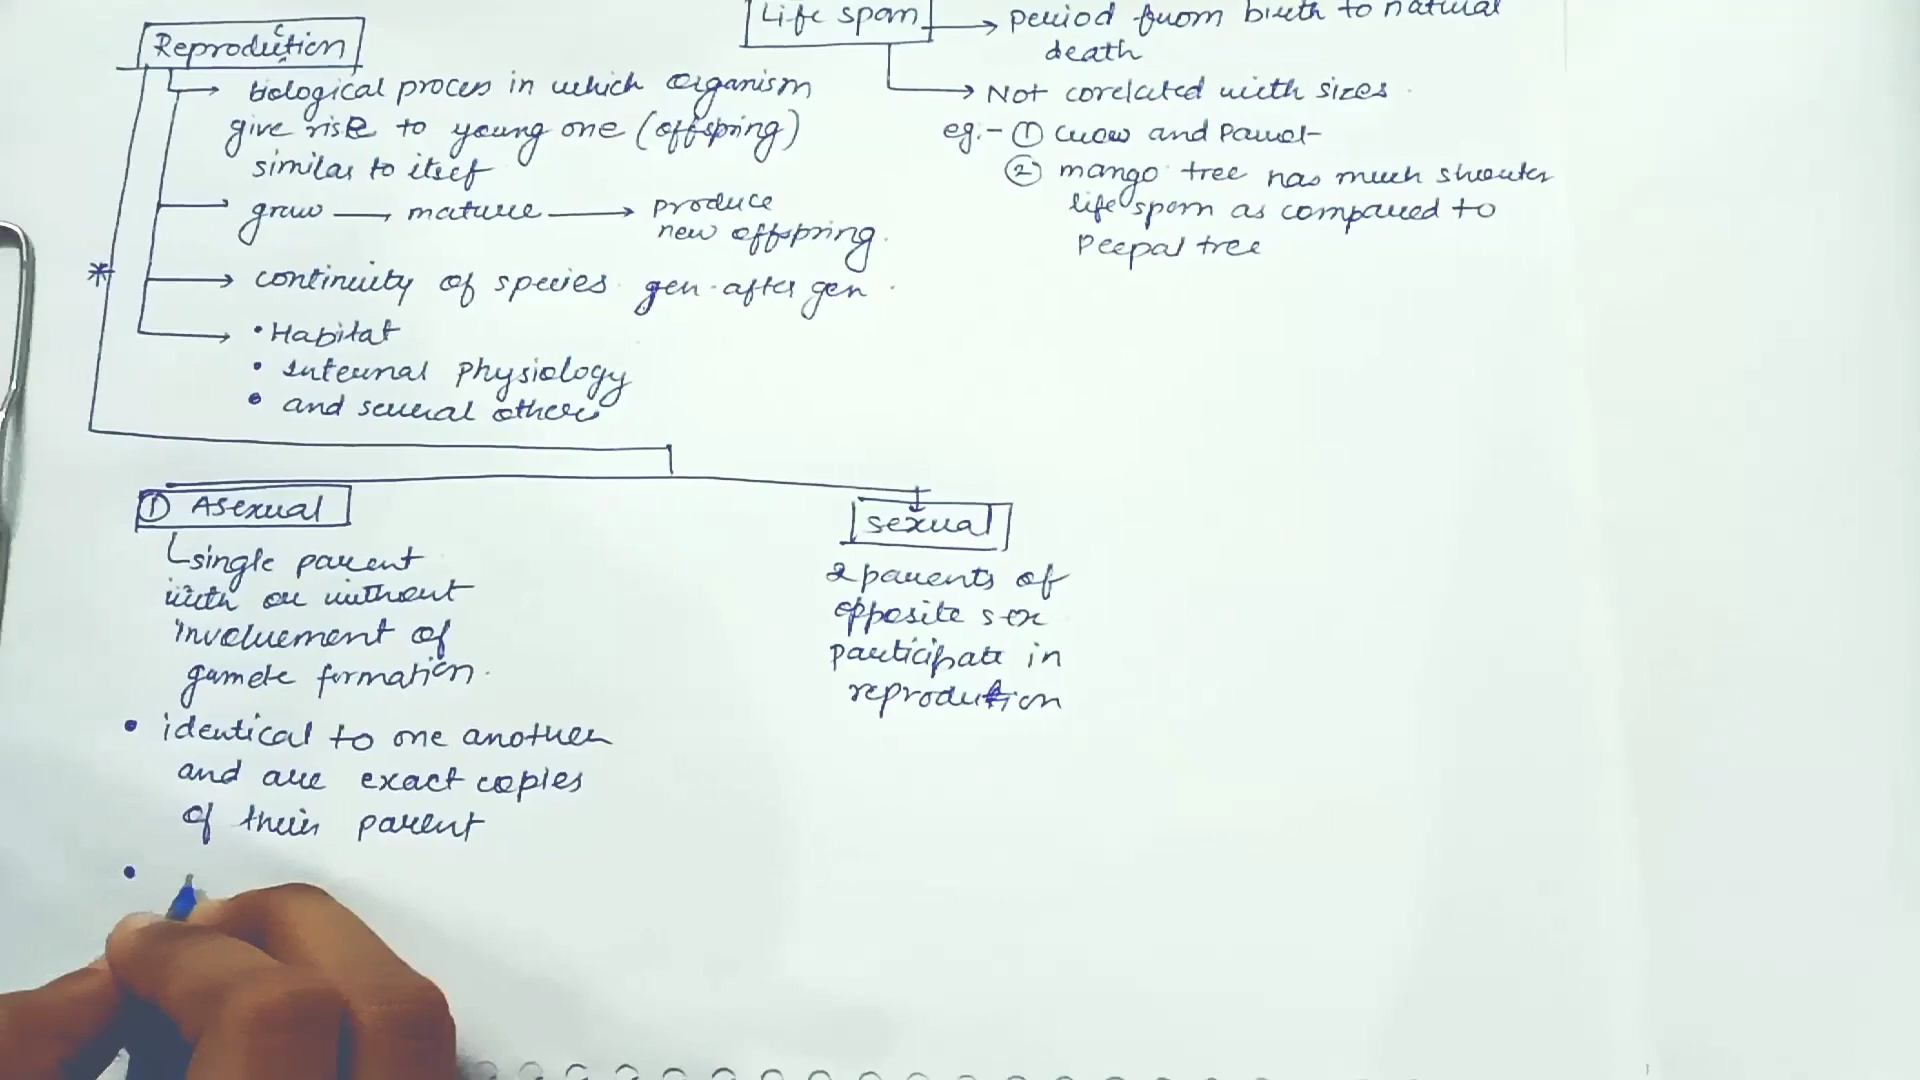 Reproduction
biological process in which organism
give rise to young one (offspring)
similar to itself
grow → mature → produce
new offspring.
* continuity of species. gen. after gen.
• Habitat
• internal physiology
• and several others
Life span → period from birth to natural
death
→ Not corelated with sizes.
eg:- ① crow and Parrot
② mango tree has much shorter
life span as compared to
Peepal tree
① Asexual
single parent
with or without
involvement of
gamete formation.
• identical to one another
and are exact copies
of their parent
•
sexual
2 parents of
opposite sex
participate in
reproduction